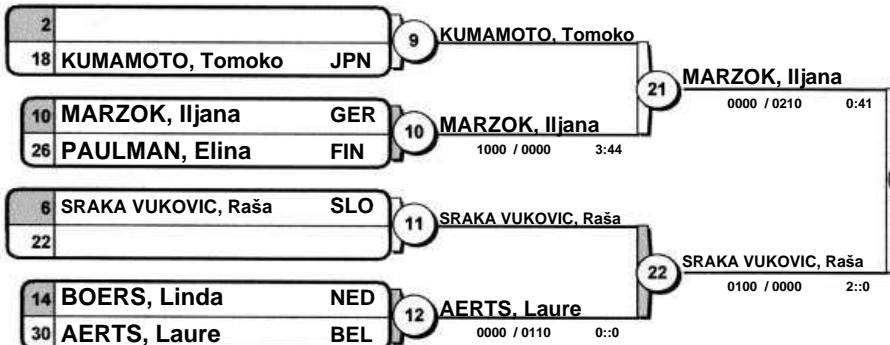 2
18 KUMAMOTO, Tomoko JPN
9
KUMAMOTO, Tomoko
10 MARZOK, Iljana GER
26 PAULMAN, Elina FIN
10
MARZOK, Iljana
1000 / 0000 3:44
21
MARZOK, Iljana
0000 / 0210 0:41
6 SRAKA VUKOVIC, Raša SLO
22
11
SRAKA VUKOVIC, Raša
14 BOERS, Linda NED
30 AERTS, Laure BEL
12
AERTS, Laure
0000 / 0110 0::0
22
SRAKA VUKOVIC, Raša
0100 / 0000 2::0